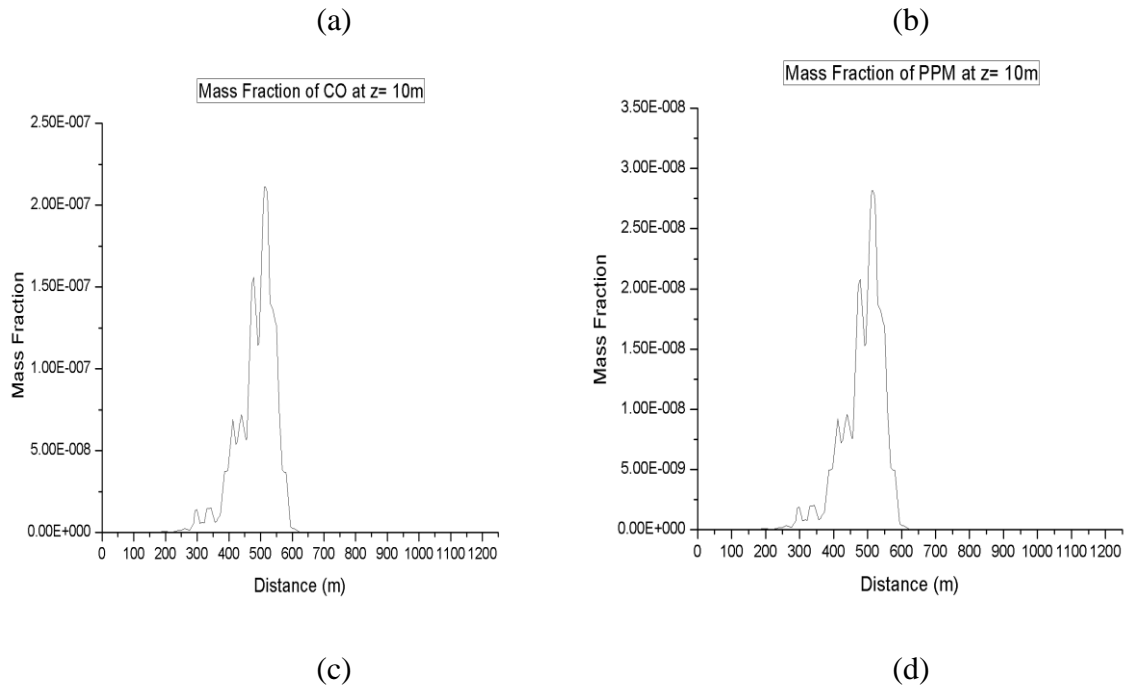 (a)
(b)
Mass Fraction of CO at z= 10m
2.50E-007
2.00E-007
1.50E-007
1.00E-007
5.00E-008
0.00E+000
Mass Fraction
0 100 200 300 400 500 600 700 800 900 1000 1100 1200
Distance (m)
Mass Fraction of PPM at z= 10m
3.50E-008
3.00E-008
2.50E-008
2.00E-008
1.50E-008
1.00E-008
5.00E-009
0.00E+000
Mass Fraction
0 100 200 300 400 500 600 700 800 900 1000 1100 1200
Distance (m)
(c)
(d)